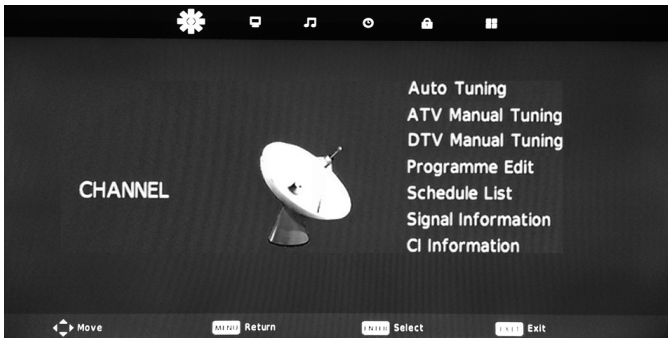 Auto Tuning
ATV Manual Tuning
DTV Manual Tuning
Programme Edit
CHANNEL
Schedule List
Signal Information
CI Information
Move
MENU Return
ENTER Select
EXIT Exit